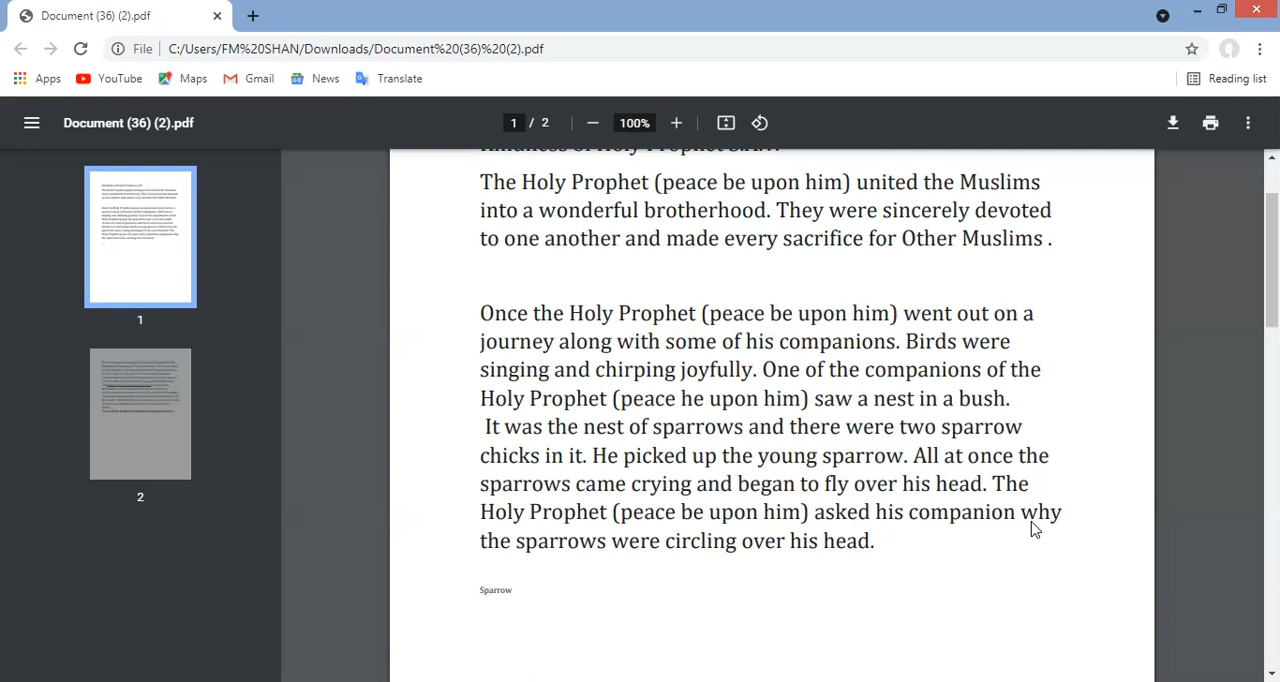 Document (36) (2).pdf
File C:/Users/FM%20SHAN/Downloads/Document%20(36)%20(2).pdf
Apps YouTube Maps Gmail News Translate Reading list
Document (36) (2).pdf 1 / 2 100%
Kindness of Holy Prophet S.A.W.
The Holy Prophet (peace be upon him) united the Muslims
into a wonderful brotherhood. They were sincerely devoted
to one another and made every sacrifice for Other Muslims .
Once the Holy Prophet (peace be upon him) went out on a
journey along with some of his companions. Birds were
singing and chirping joyfully. One of the companions of the
Holy Prophet (peace he upon him) saw a nest in a bush.
It was the nest of sparrows and there were two sparrow
chicks in it. He picked up the young sparrow. All at once the
sparrows came crying and began to fly over his head. The
Holy Prophet (peace be upon him) asked his companion why
the sparrows were circling over his head.
Sparrow
1
2